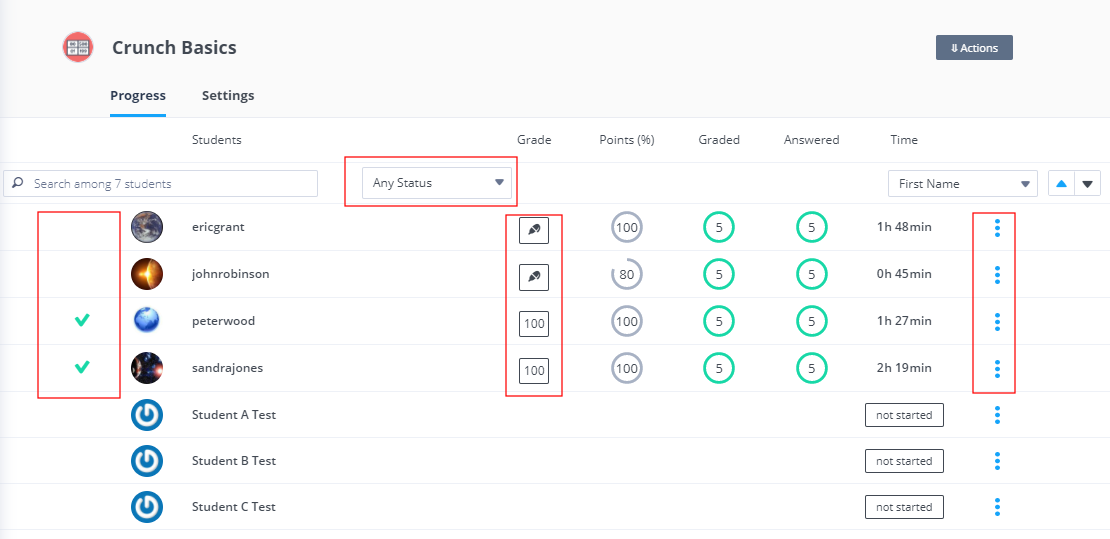 Crunch Basics
⇓ Actions
Progress Settings
Students Grade Points (%) Graded Answered Time
Search among 7 students Any Status First Name
ericgrant 100 5 5 1h 48min
johnrobinson 80 5 5 0h 45min
peterwood 100 100 5 5 1h 27min
sandrajones 100 100 5 5 2h 19min
Student A Test not started
Student B Test not started
Student C Test not started